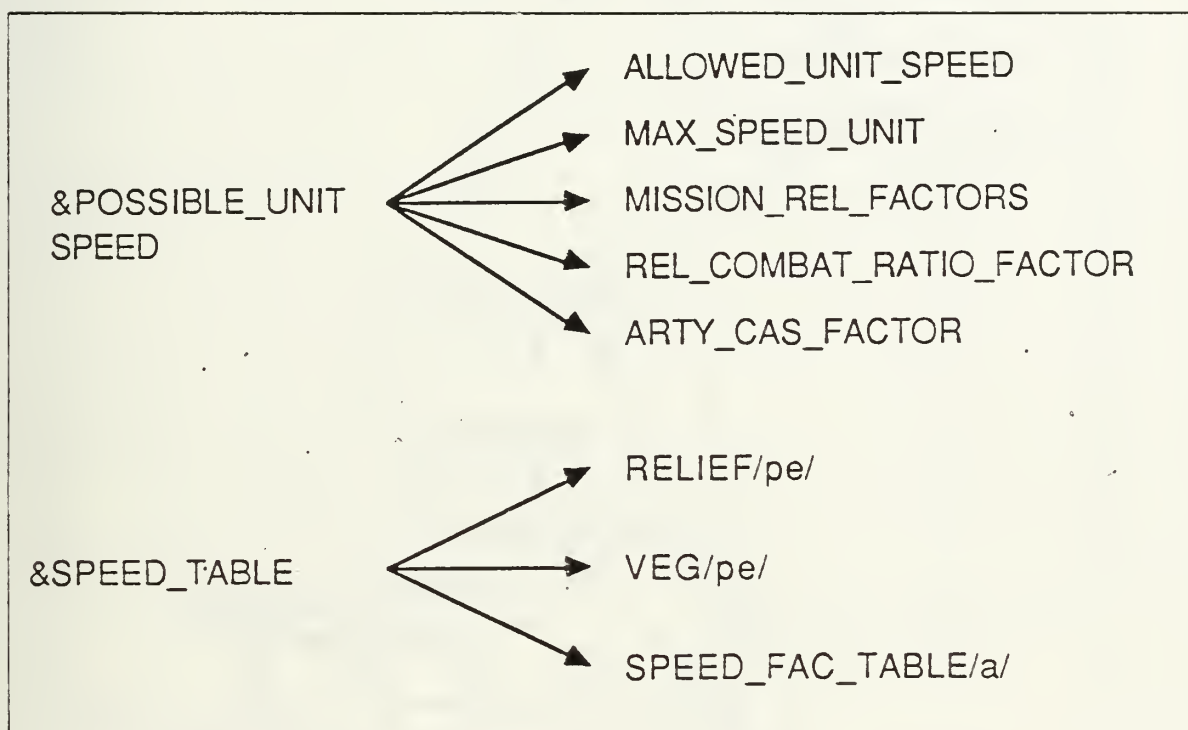 ALLOWED_UNIT_SPEED
MAX_SPEED_UNIT
&POSSIBLE_UNIT
SPEED
MISSION_REL_FACTORS
REL_COMBAT_RATIO_FACTOR
ARTY_CAS_FACTOR
RELIEF/pe/
&SPEED_TABLE
VEG/pe/
SPEED_FAC_TABLE/a/